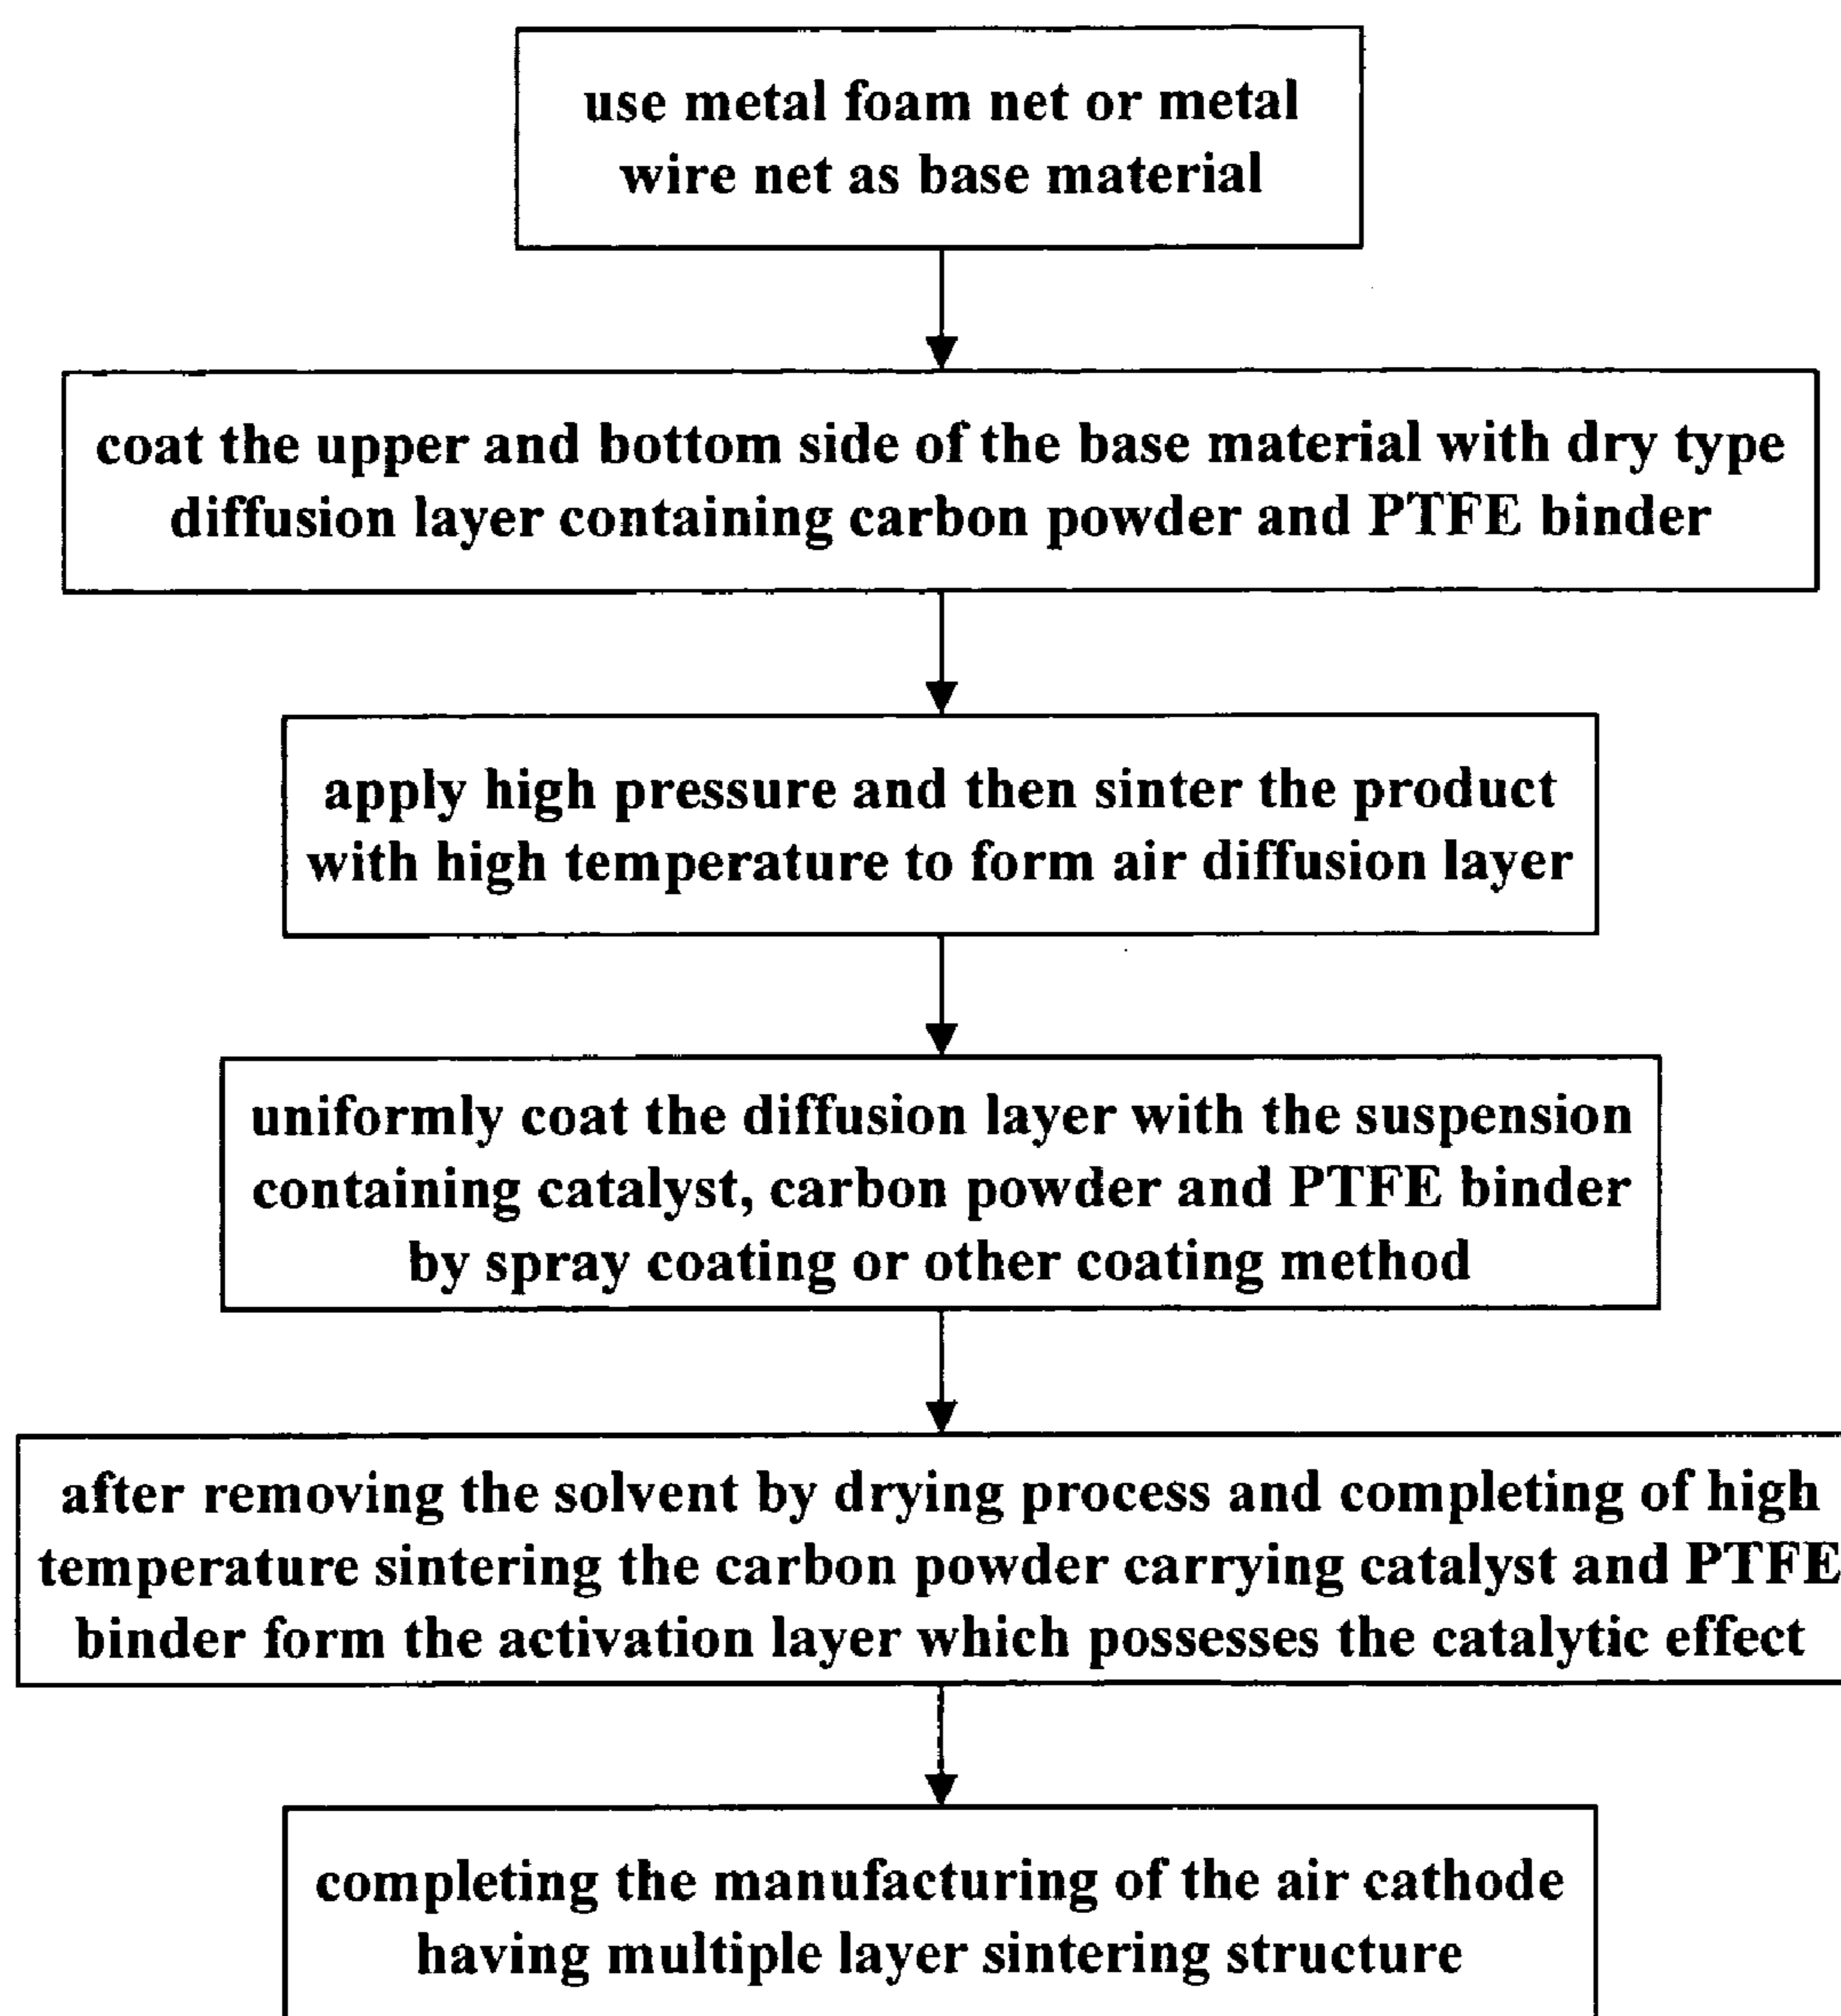 use metal foam net or metal
wire net as base material
coat the upper and bottom side of the base material with dry type
diffusion layer containing carbon powder and PTFE binder
apply high pressure and then sinter the product
with high temperature to form air diffusion layer
uniformly coat the diffusion layer with the suspension
containing catalyst, carbon powder and PTFE binder
by spray coating or other coating method
after removing the solvent by drying process and completing of high
temperature sintering the carbon powder carrying catalyst and PTFE
binder form the activation layer which possesses the catalytic effect
completing the manufacturing of the air cathode
having multiple layer sintering structure